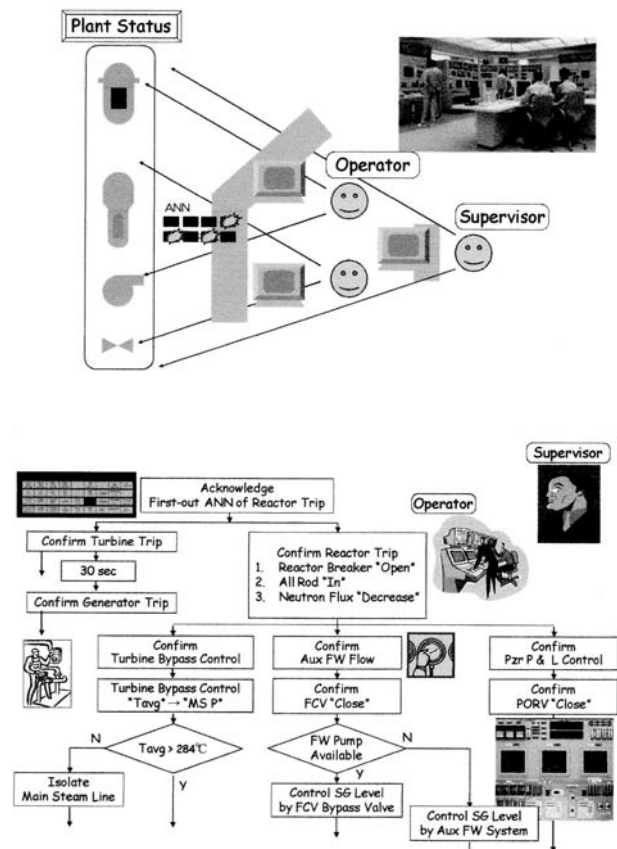 Plant Status
Operator
Supervisor
ANN
Supervisor
Operator
Acknowledge
First-out ANN of Reactor Trip
Confirm Turbine Trip
30 sec
Confirm Generator Trip
Confirm Reactor Trip
1. Reactor Breaker "Open"
2. All Rod "In"
3. Neutron Flux "Decrease"
Confirm
Turbine Bypass Control
Confirm
Aux FW Flow
Confirm
Pzr P & L Control
Turbine Bypass Control
"Tavg" → "M.S P"
Confirm
FCV "Close"
Confirm
PORV "Close"
N
Tavg > 284℃
y
FW Pump
Available
N
y
Isolate
Main Steam Line
Control SG Level
by FCV Bypass Valve
Control SG Level
by Aux FW System